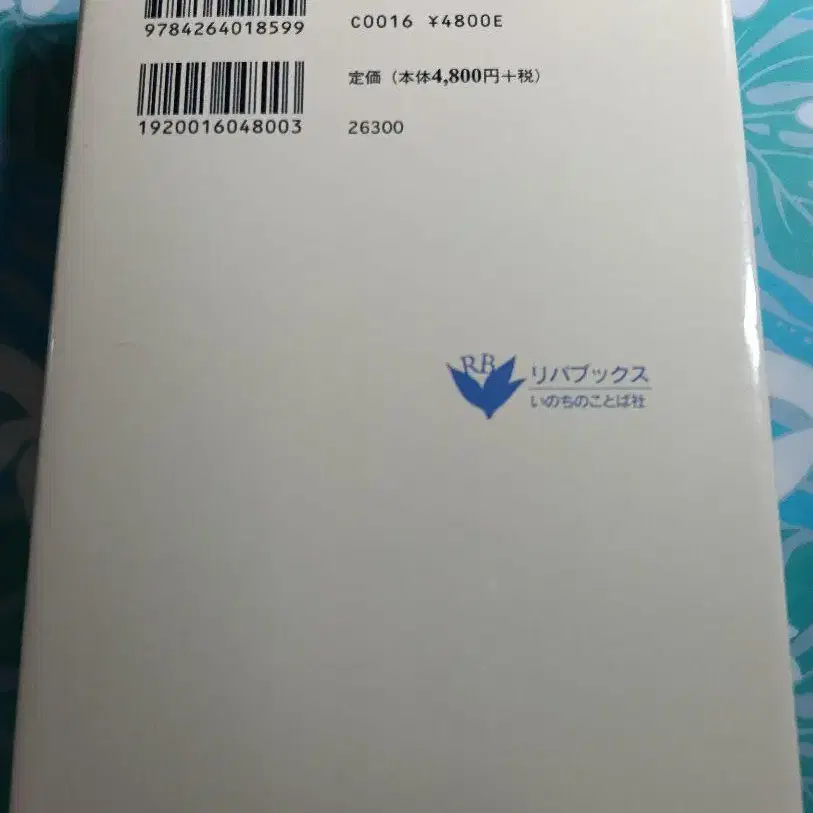 9784264018599
C0016 ¥4800E
定価（本体4,800円＋税）
1920016048003
26300
RB
リバブックス
いのちのことば社